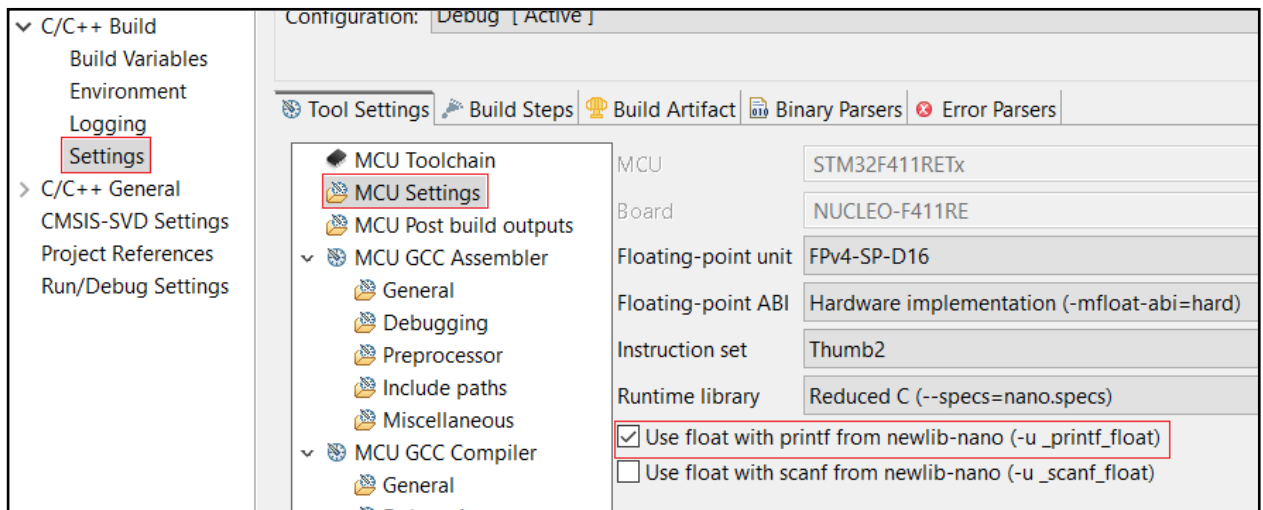 Configuration: Debug [ Active ]
C/C++ Build
Build Variables
Environment
Logging
Settings
C/C++ General
CMSIS-SVD Settings
Project References
Run/Debug Settings
Tool Settings Build Steps Build Artifact Binary Parsers Error Parsers
MCU Toolchain
MCU Settings
MCU Post build outputs
MCU GCC Assembler
General
Debugging
Preprocessor
Include paths
Miscellaneous
MCU GCC Compiler
General
MCU STM32F411RETx
Board NUCLEO-F411RE
Floating-point unit FPv4-SP-D16
Floating-point ABI Hardware implementation (-mfloat-abi=hard)
Instruction set Thumb2
Runtime library Reduced C (--specs=nano.specs)
Use float with printf from newlib-nano (-u _printf_float)
Use float with scanf from newlib-nano (-u _scanf_float)